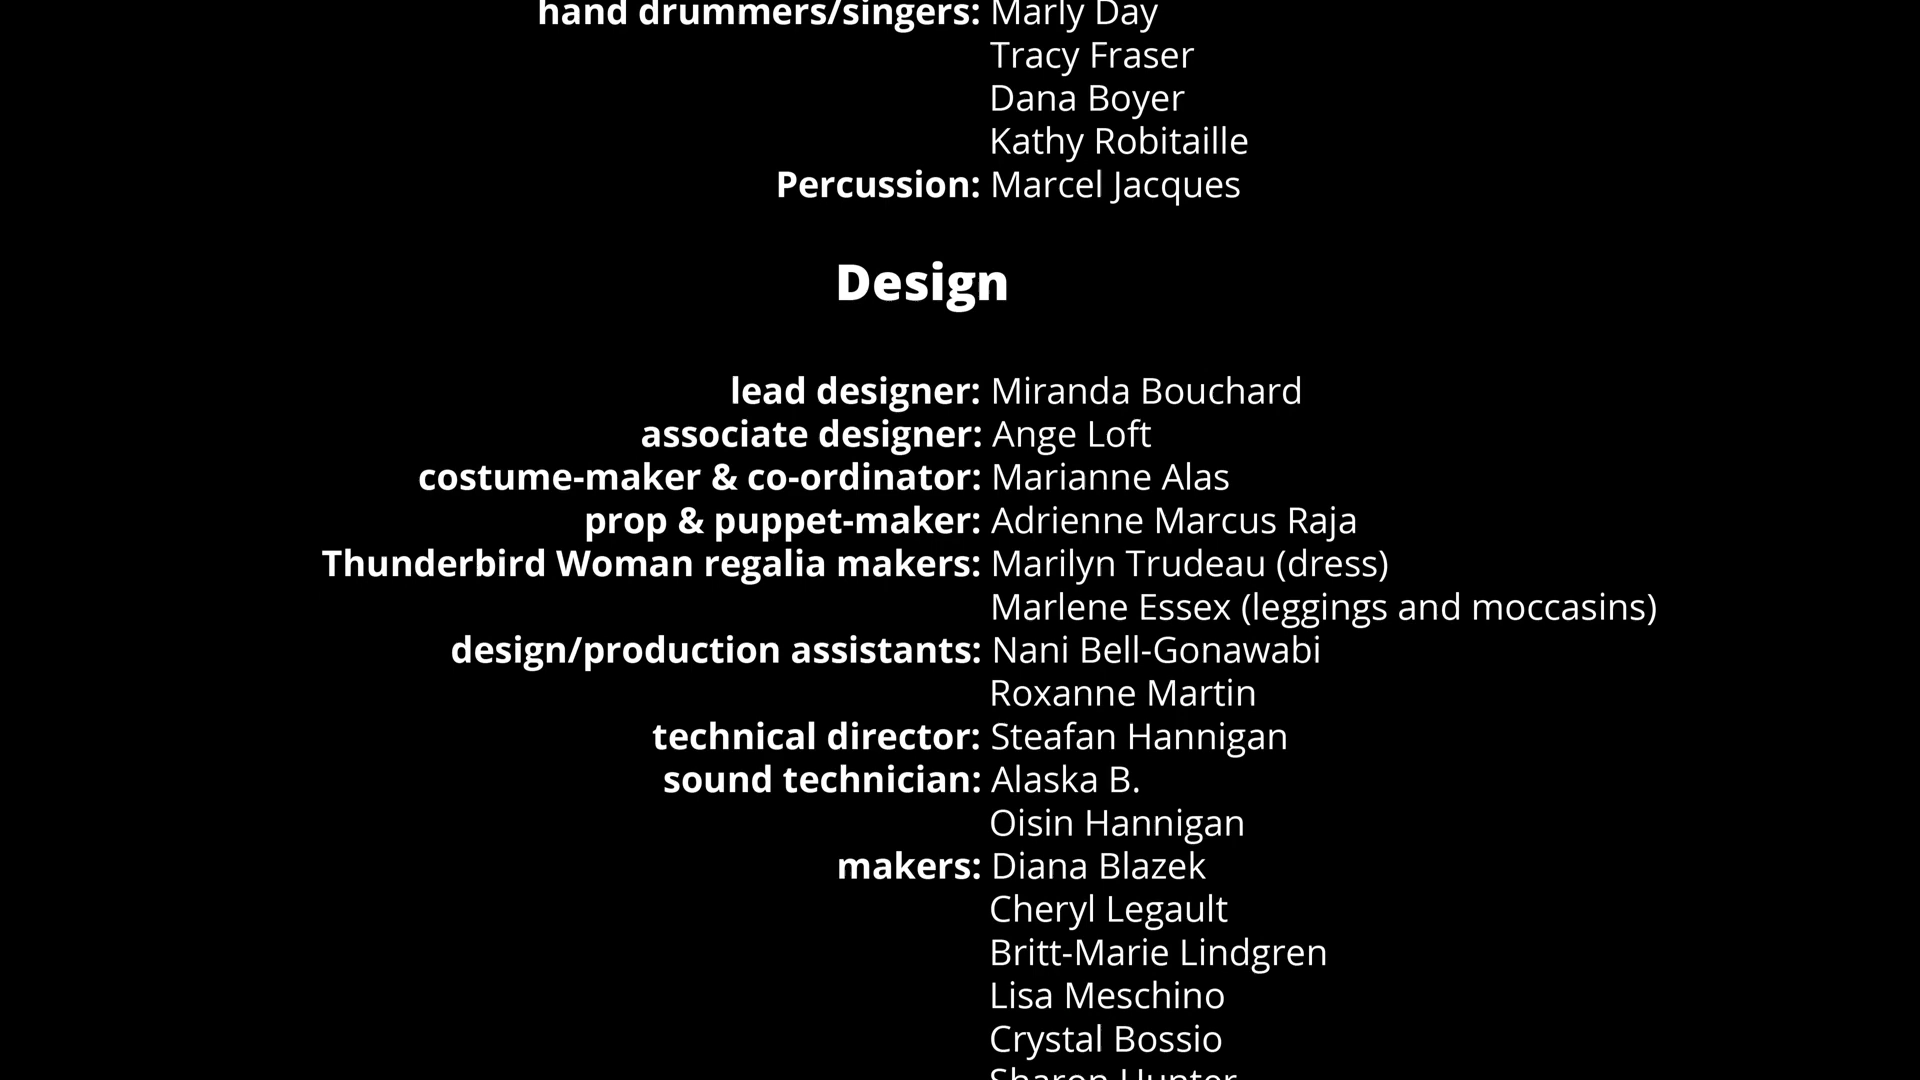 hand drummers/singers: Marly Day
Tracy Fraser
Dana Boyer
Kathy Robitaille
Percussion: Marcel Jacques
Design
lead designer: Miranda Bouchard
associate designer: Ange Loft
costume-maker & co-ordinator: Marianne Alas
prop & puppet-maker: Adrienne Marcus Raja
Thunderbird Woman regalia makers: Marilyn Trudeau (dress)
Marlene Essex (leggings and moccasins)
design/production assistants: Nani Bell-Gonawabi
Roxanne Martin
technical director: Steafan Hannigan
sound technician: Alaska B.
Oisin Hannigan
makers: Diana Blazek
Cheryl Legault
Britt-Marie Lindgren
Lisa Meschino
Crystal Bossio
Sharon Hunter